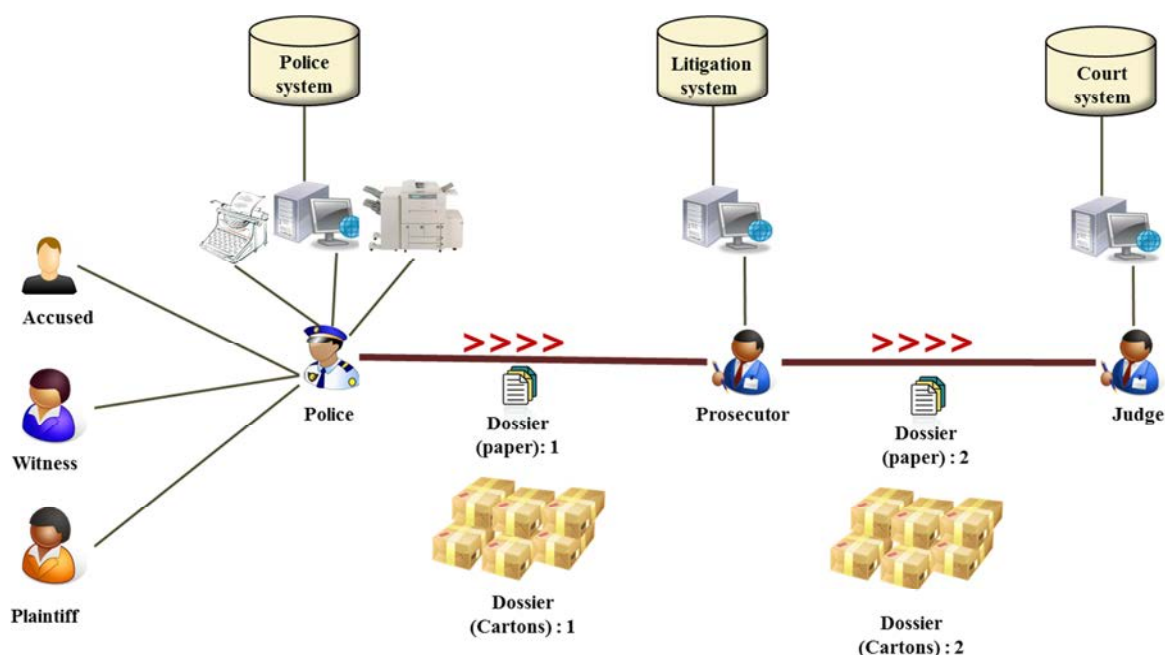 Police
system
Litigation
system
Court
system
Accused
Witness
Plaintiff
Police
>>>>
Dossier
(paper): 1
Prosecutor
>>>>
Dossier
(paper) : 2
Judge
Dossier
(Cartons) : 1
Dossier
(Cartons) : 2